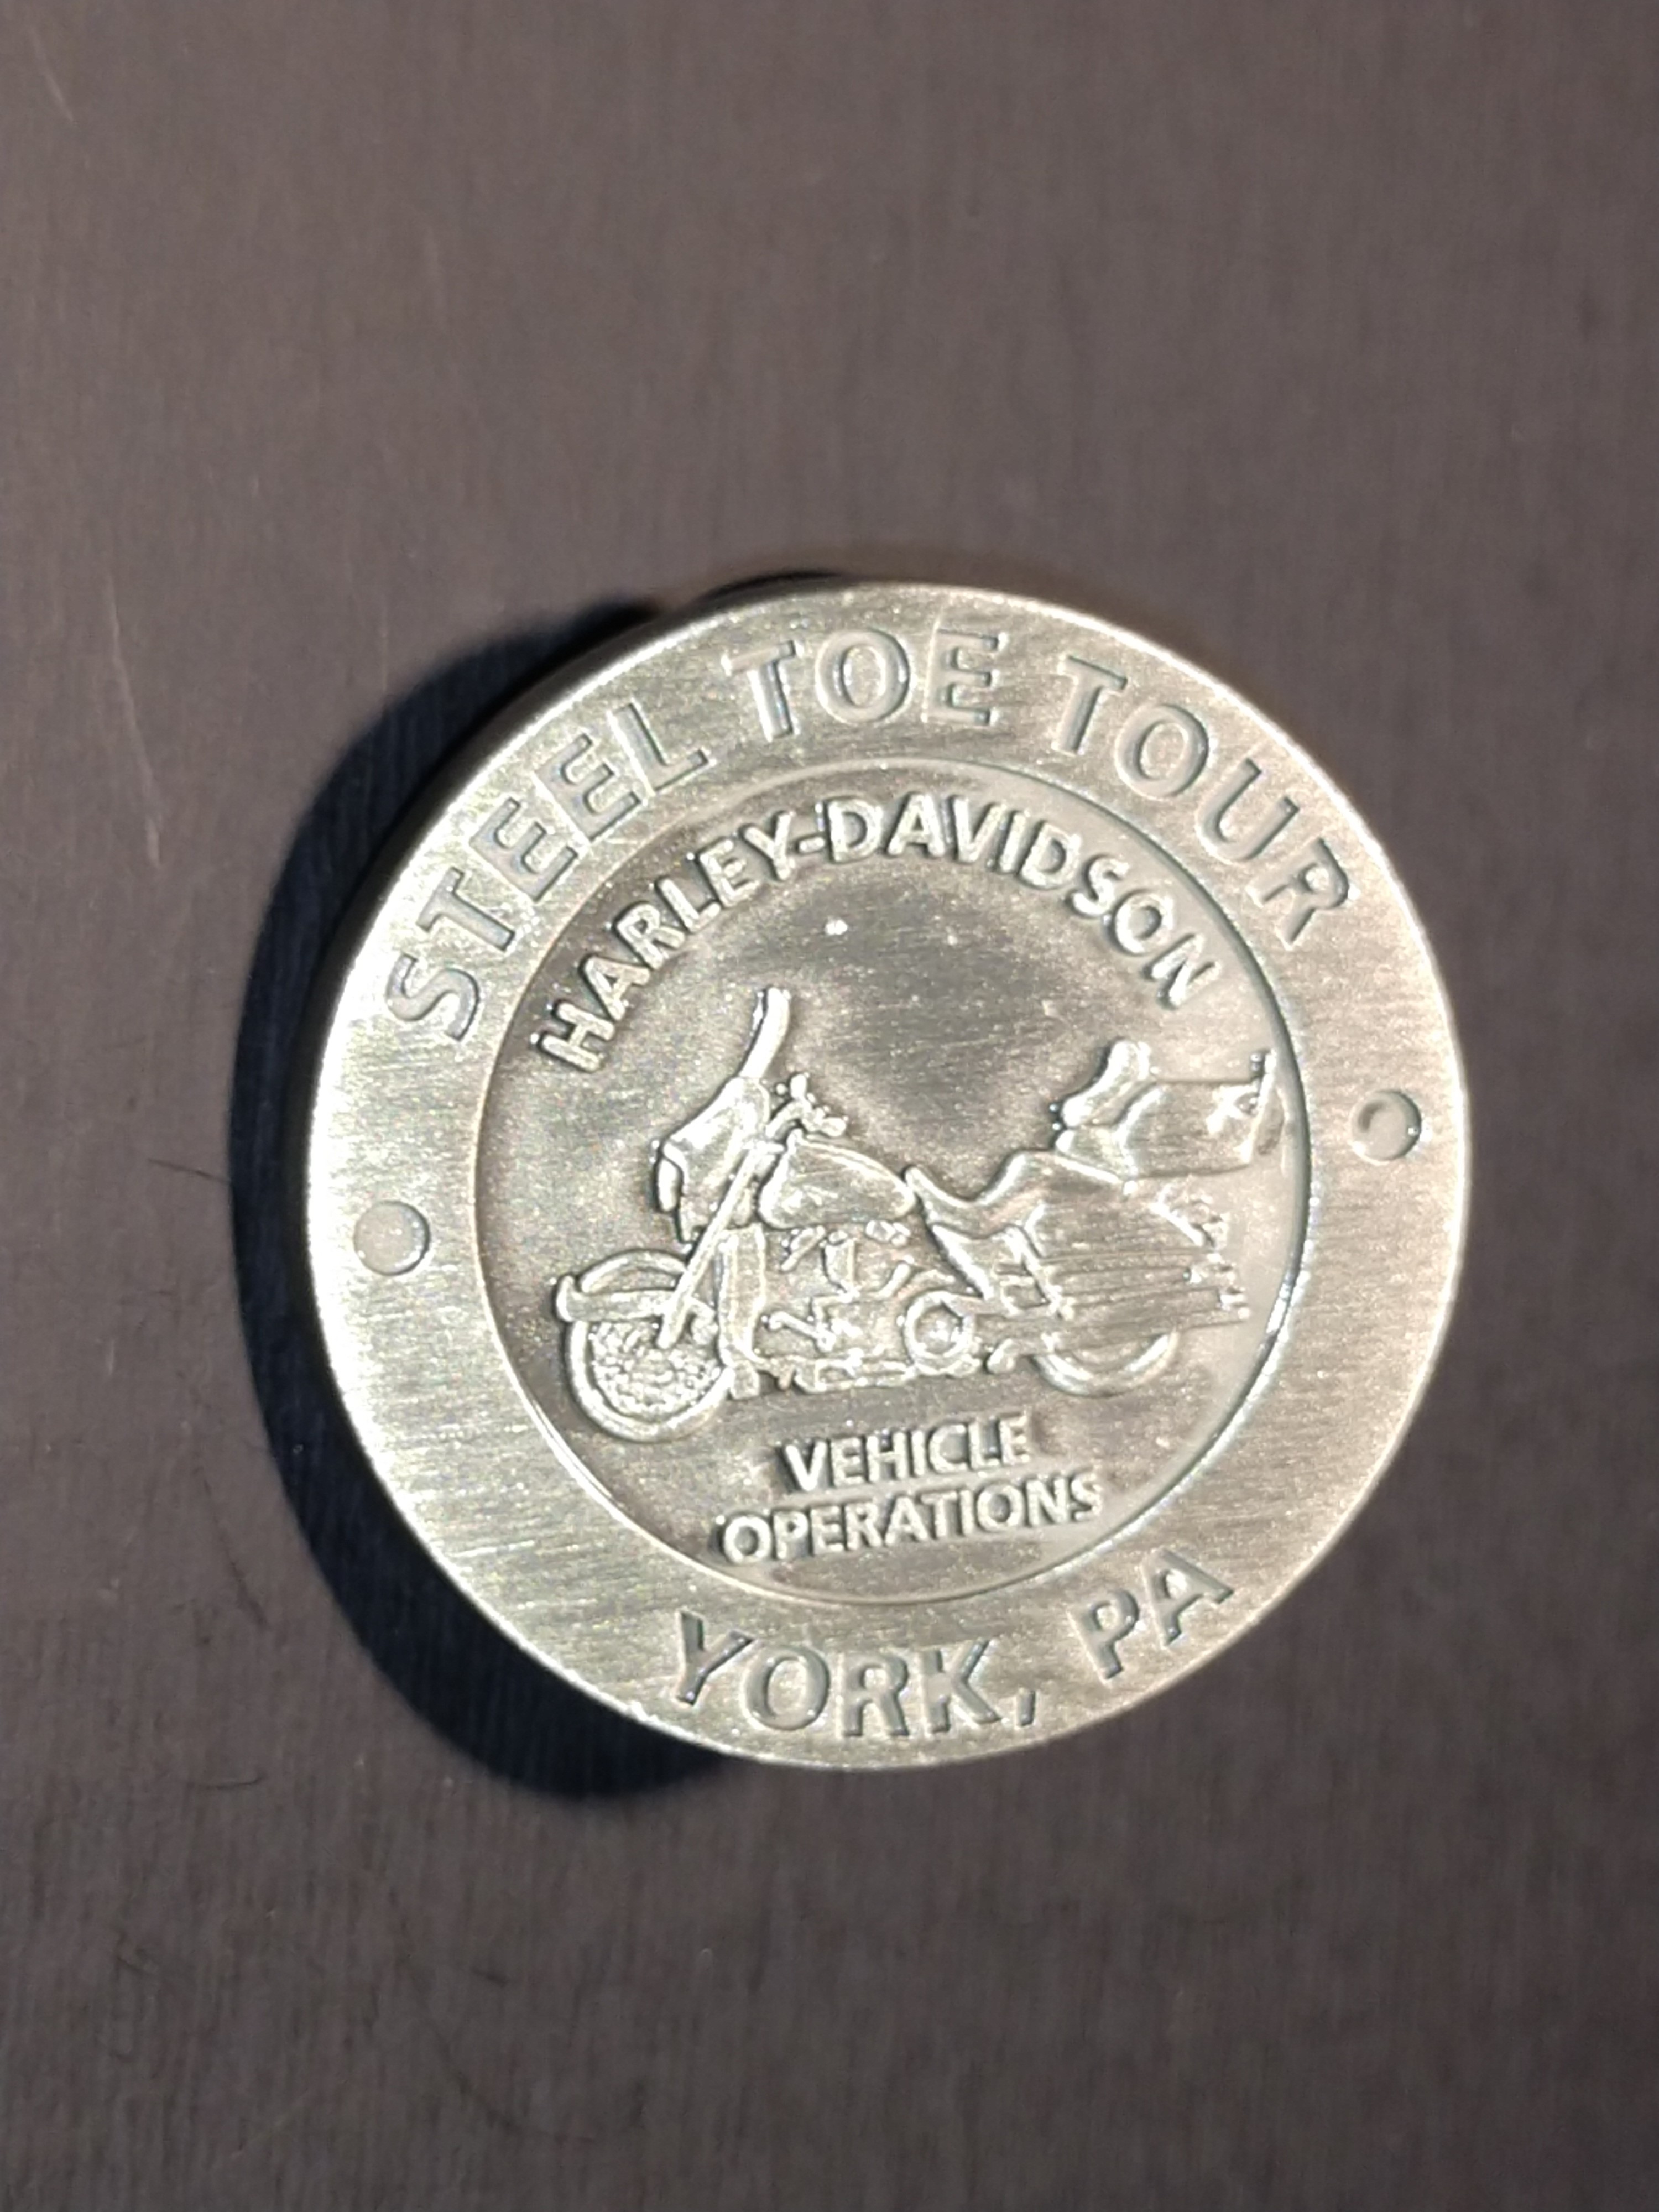 STEEL TOE TOUR
HARLEY-DAVIDSON
VEHICLE
OPERATIONS
YORK, PA